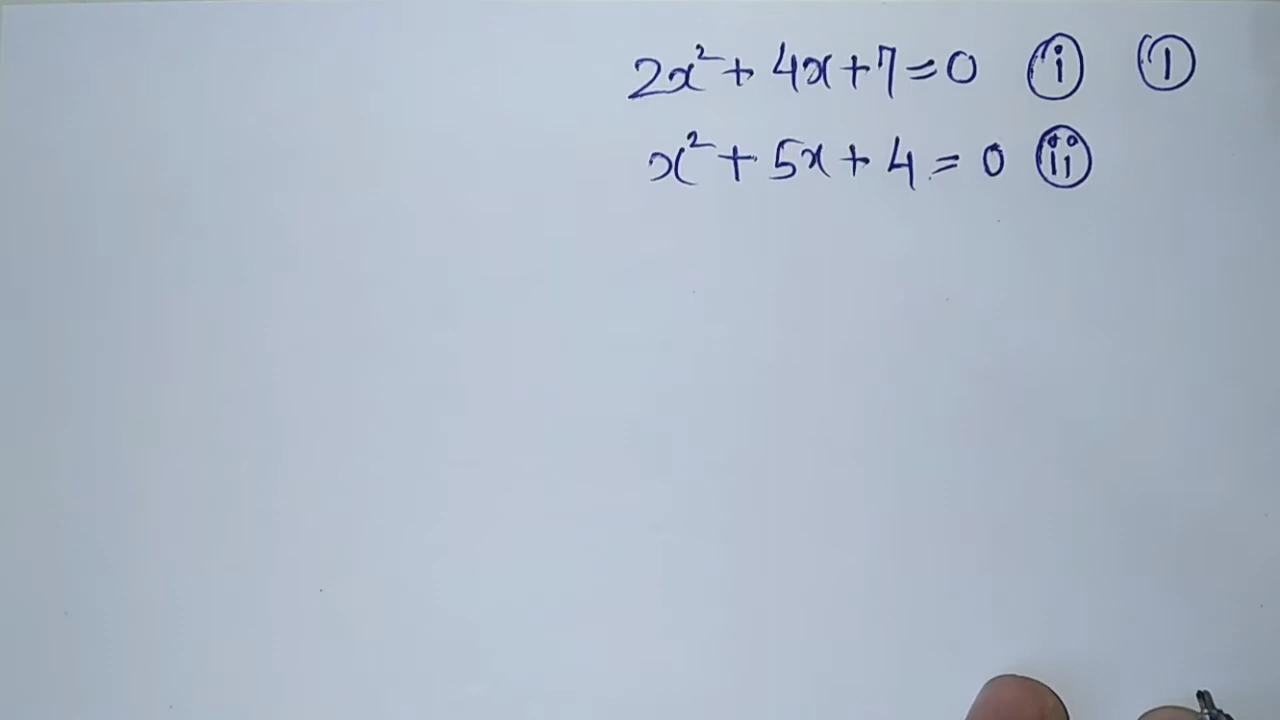 2x² + 4x + 7 = 0 (i) (1)
x² + 5x + 4 = 0 (ii)